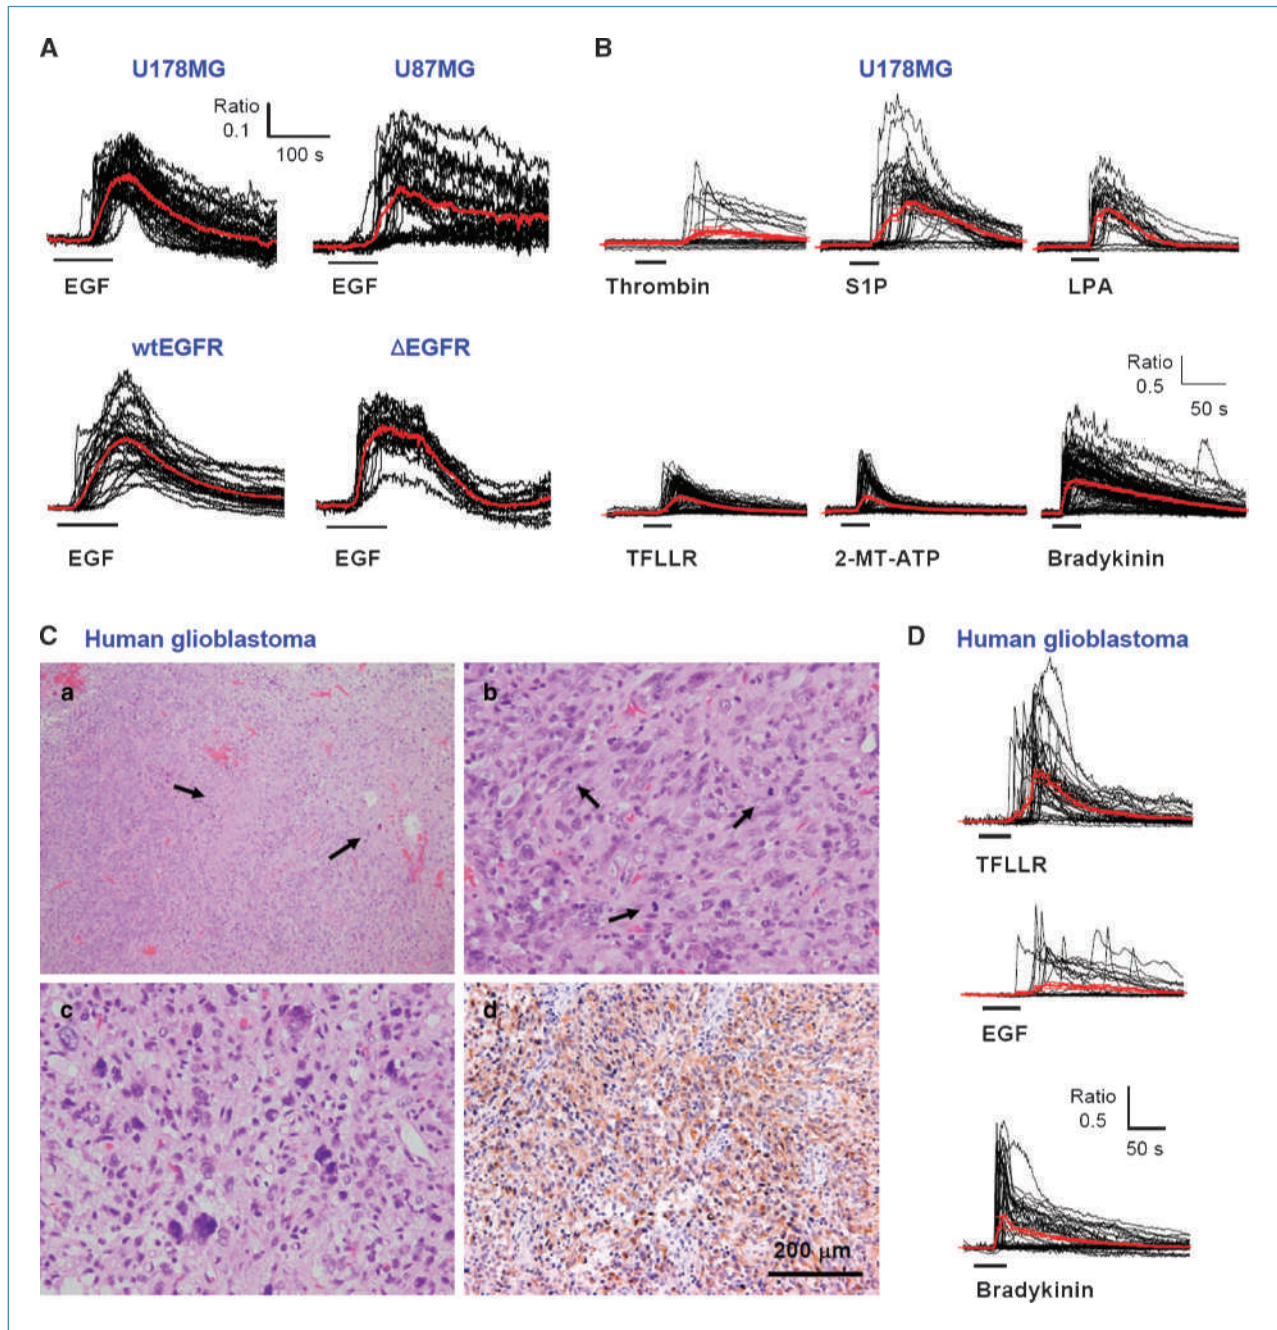 A
U178MG
U87MG
Ratio
0.1
100 s
EGF
EGF
wtEGFR
ΔEGFR
EGF
EGF
B
U178MG
Thrombin
S1P
LPA
Ratio
0.5
50 s
TFLLR
2-MT-ATP
Bradykinin
C Human glioblastoma
a
b
c
d
200 μm
D Human glioblastoma
TFLLR
EGF
Ratio
0.5
50 s
Bradykinin